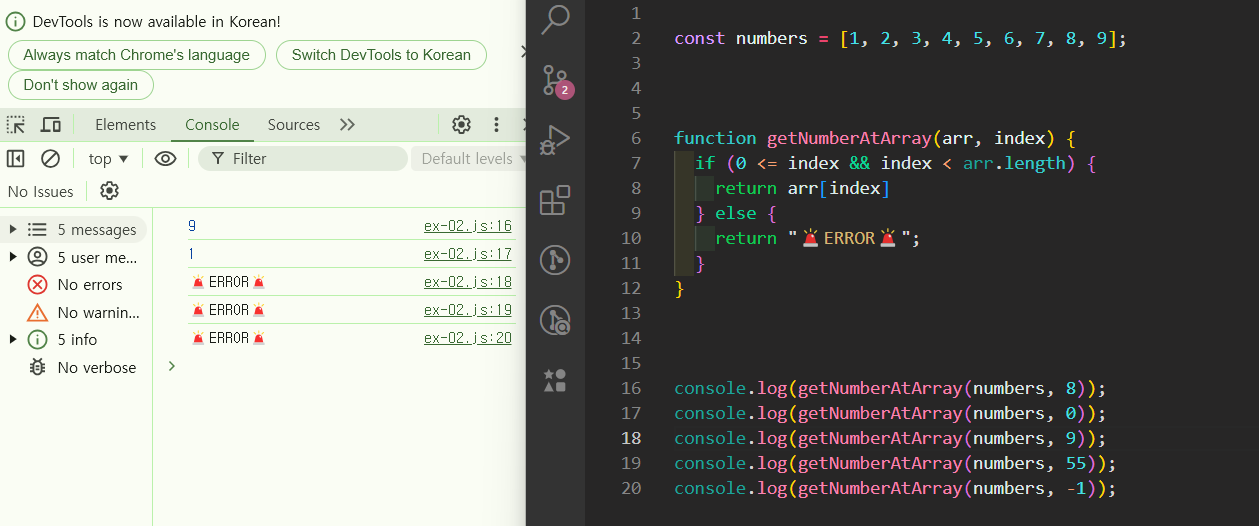 DevTools is now available in Korean!
Always match Chrome's language
Switch DevTools to Korean
Don't show again
Elements
Console
Sources
top
Filter
Default levels
No Issues
5 messages
5 user me...
No errors
No warnin...
5 info
No verbose
9 ex-02.js:16
1 ex-02.js:17
🚨ERROR🚨 ex-02.js:18
🚨ERROR🚨 ex-02.js:19
🚨ERROR🚨 ex-02.js:20
2
1
2 const numbers = [1, 2, 3, 4, 5, 6, 7, 8, 9];
3
4
5
6 function getNumberAtArray(arr, index) {
7   if (0 <= index && index < arr.length) {
8     return arr[index]
9   } else {
10     return "🚨ERROR🚨";
11   }
12 }
13
14
15
16 console.log(getNumberAtArray(numbers, 8));
17 console.log(getNumberAtArray(numbers, 0));
18 console.log(getNumberAtArray(numbers, 9));
19 console.log(getNumberAtArray(numbers, 55));
20 console.log(getNumberAtArray(numbers, -1));